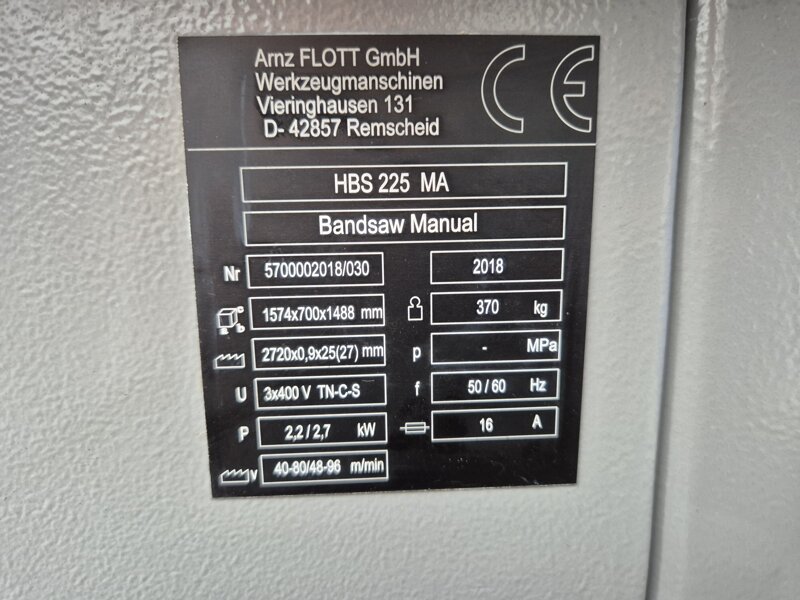 Arnz FLOTT GmbH
Werkzeugmanschinen
Vieringhausen 131
D- 42857 Remscheid
CE
HBS 225 MA
Bandsaw Manual
Nr 5700002018/030 2018
c a b 1574x700x1488 mm 370 kg
2720x0,9x25(27) mm p - MPa
U 3x400 V TN-C-S f 50 / 60 Hz
P 2,2 / 2,7 kW 16 A
v 40-80/48-96 m/min